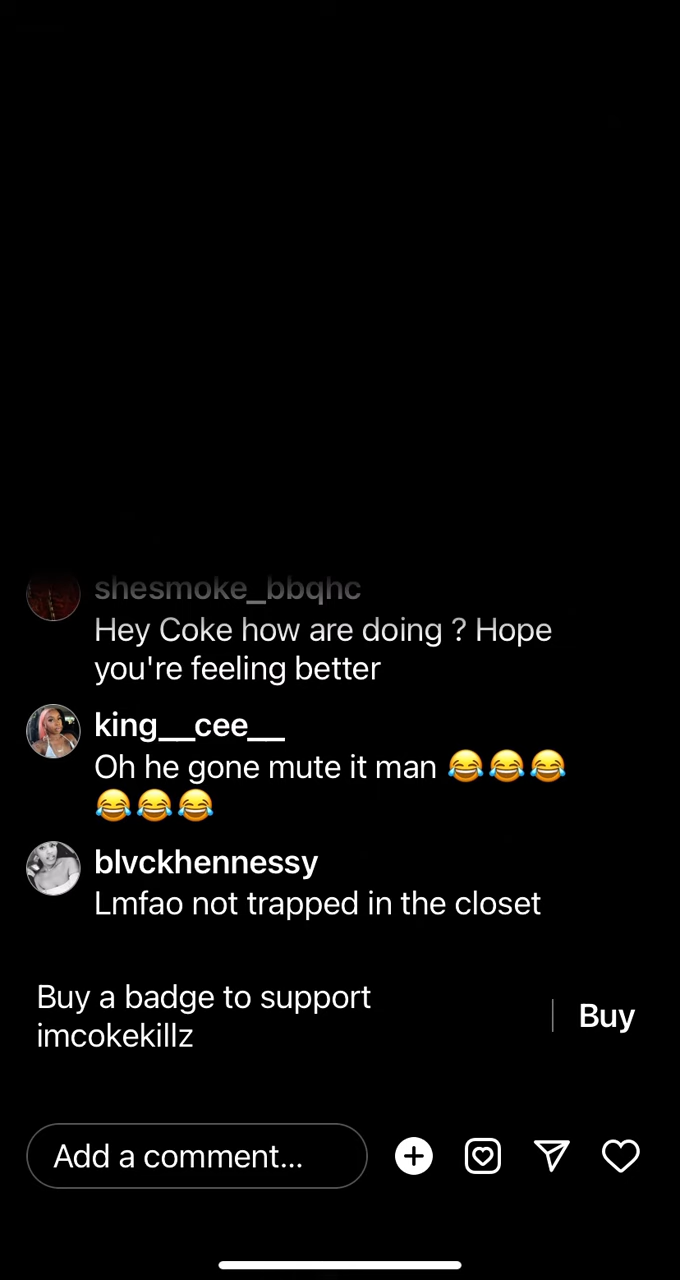 shesmoke_bbqhc
Hey Coke how are doing ? Hope
you're feeling better
king__cee__
Oh he gone mute it man 😂😂😂
😂😂😂
blvckhennessy
Lmfao not trapped in the closet
Buy a badge to support
imcokekillz
Buy
Add a comment...